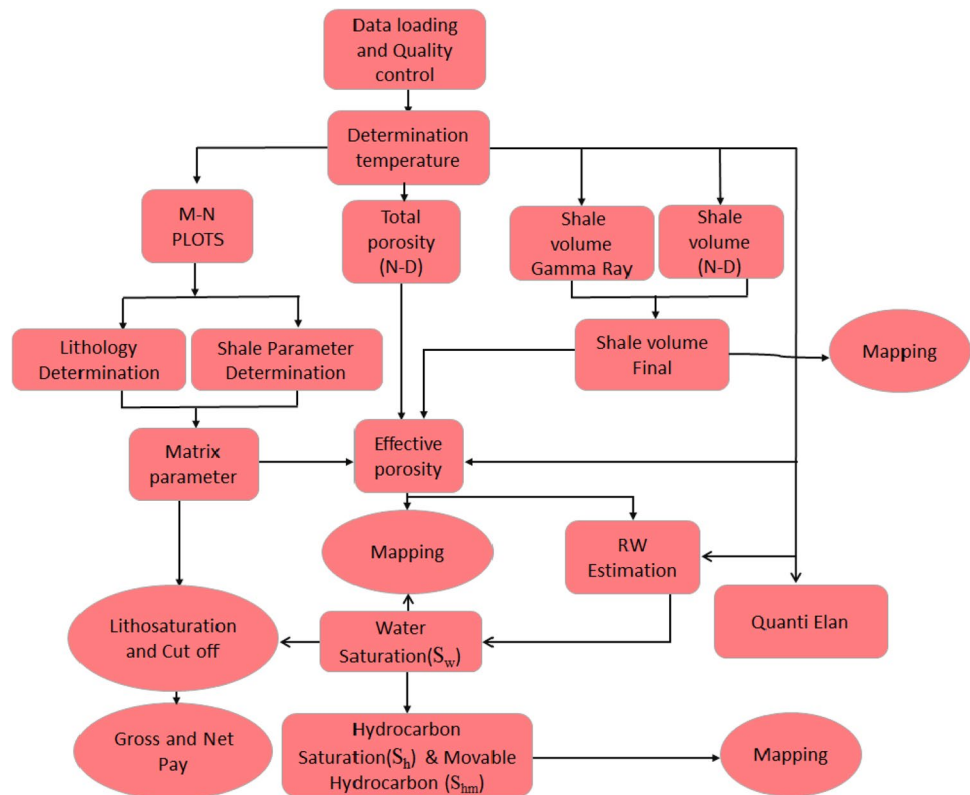 Data loading
and Quality
control
Determination
temperature
M-N
PLOTS
Total
porosity
(N-D)
Shale
volume
Gamma Ray
Shale
volume
(N-D)
Lithology
Determination
Shale Parameter
Determination
Shale volume
Final
Mapping
Matrix
parameter
Effective
porosity
Mapping
RW
Estimation
Quanti Elan
Lithosaturation
and Cut off
Water
Saturation(Sw)
Gross and Net
Pay
Hydrocarbon
Saturation(Sh) & Movable
Hydrocarbon (Shm)
Mapping